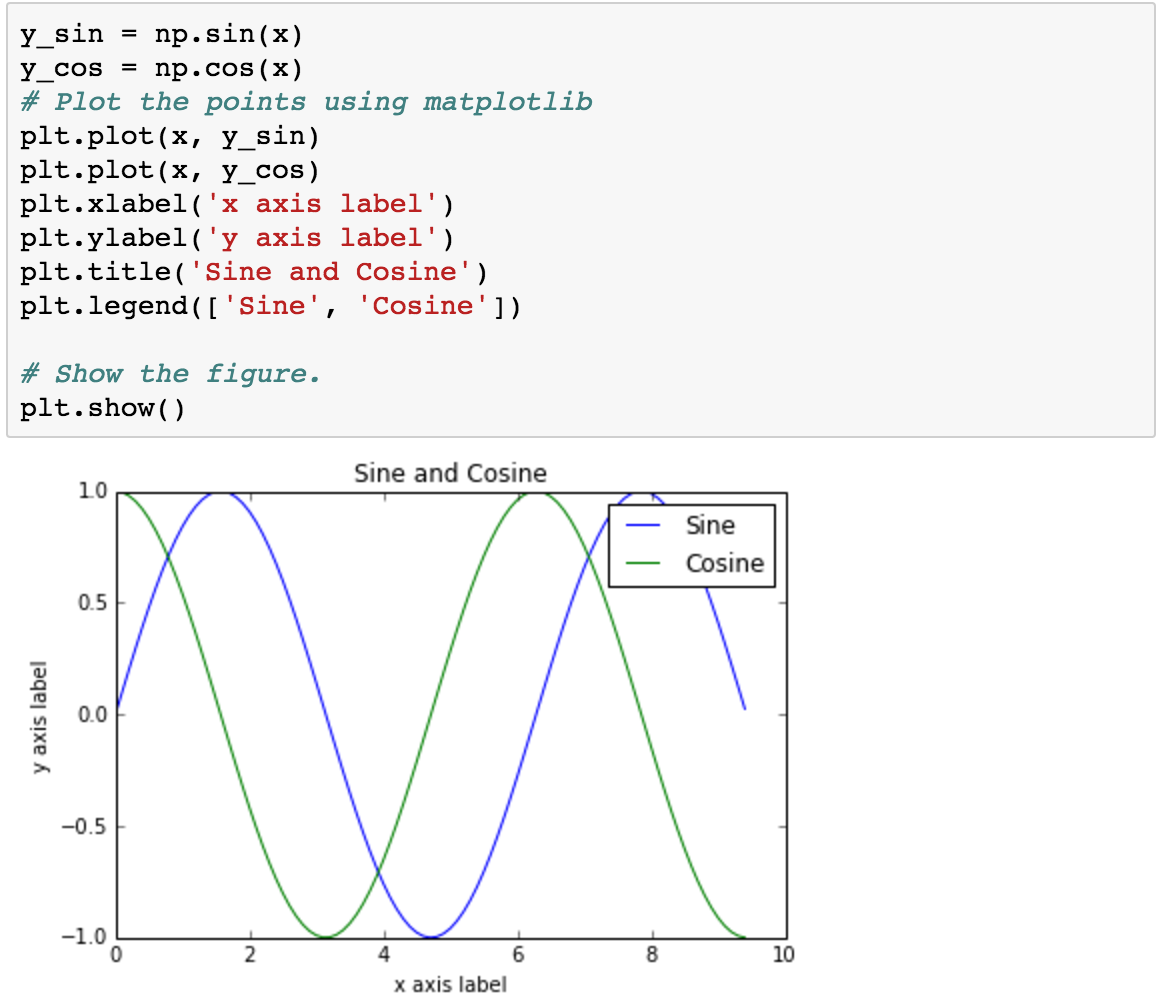 y_sin = np.sin(x)
y_cos = np.cos(x)
# Plot the points using matplotlib
plt.plot(x, y_sin)
plt.plot(x, y_cos)
plt.xlabel('x axis label')
plt.ylabel('y axis label')
plt.title('Sine and Cosine')
plt.legend(['Sine', 'Cosine'])

# Show the figure.
plt.show()
Sine and Cosine
1.0
0.5
0.0
−0.5
−1.0
y axis label
Sine
Cosine
0 2 4 6 8 10
x axis label